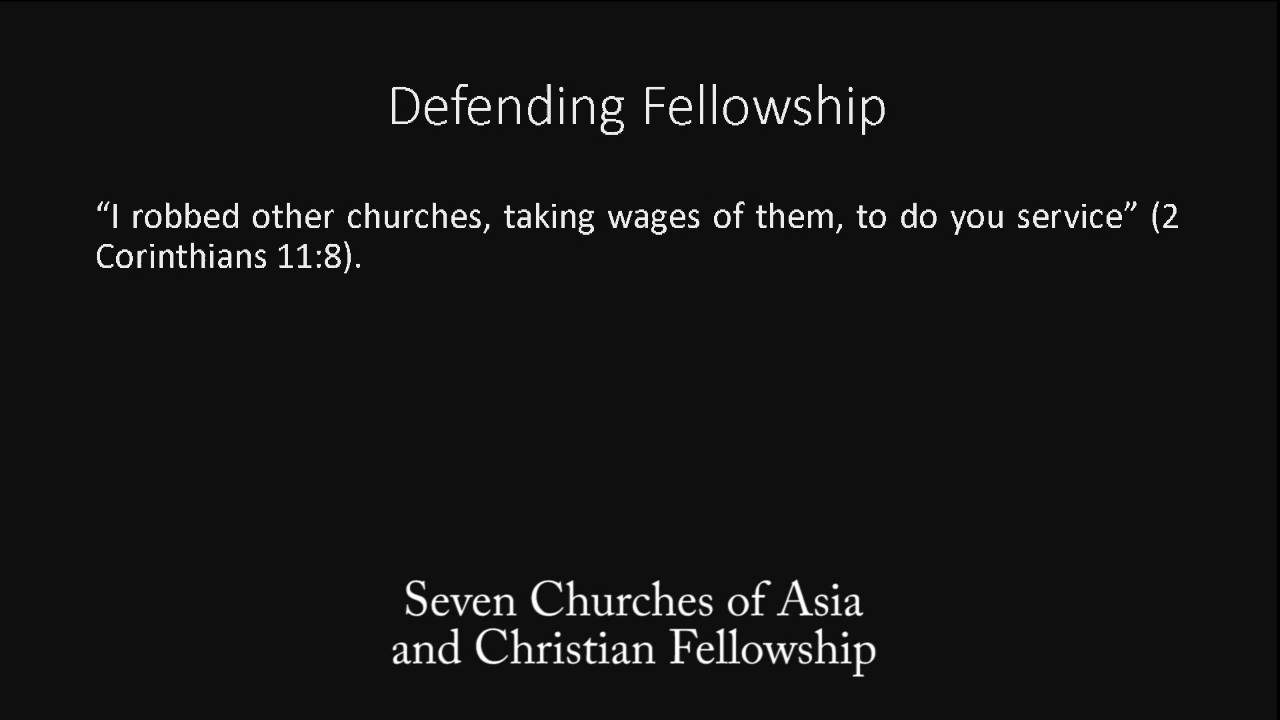 Defending Fellowship
“I robbed other churches, taking wages of them, to do you service” (2
Corinthians 11:8).
Seven Churches of Asia
and Christian Fellowship